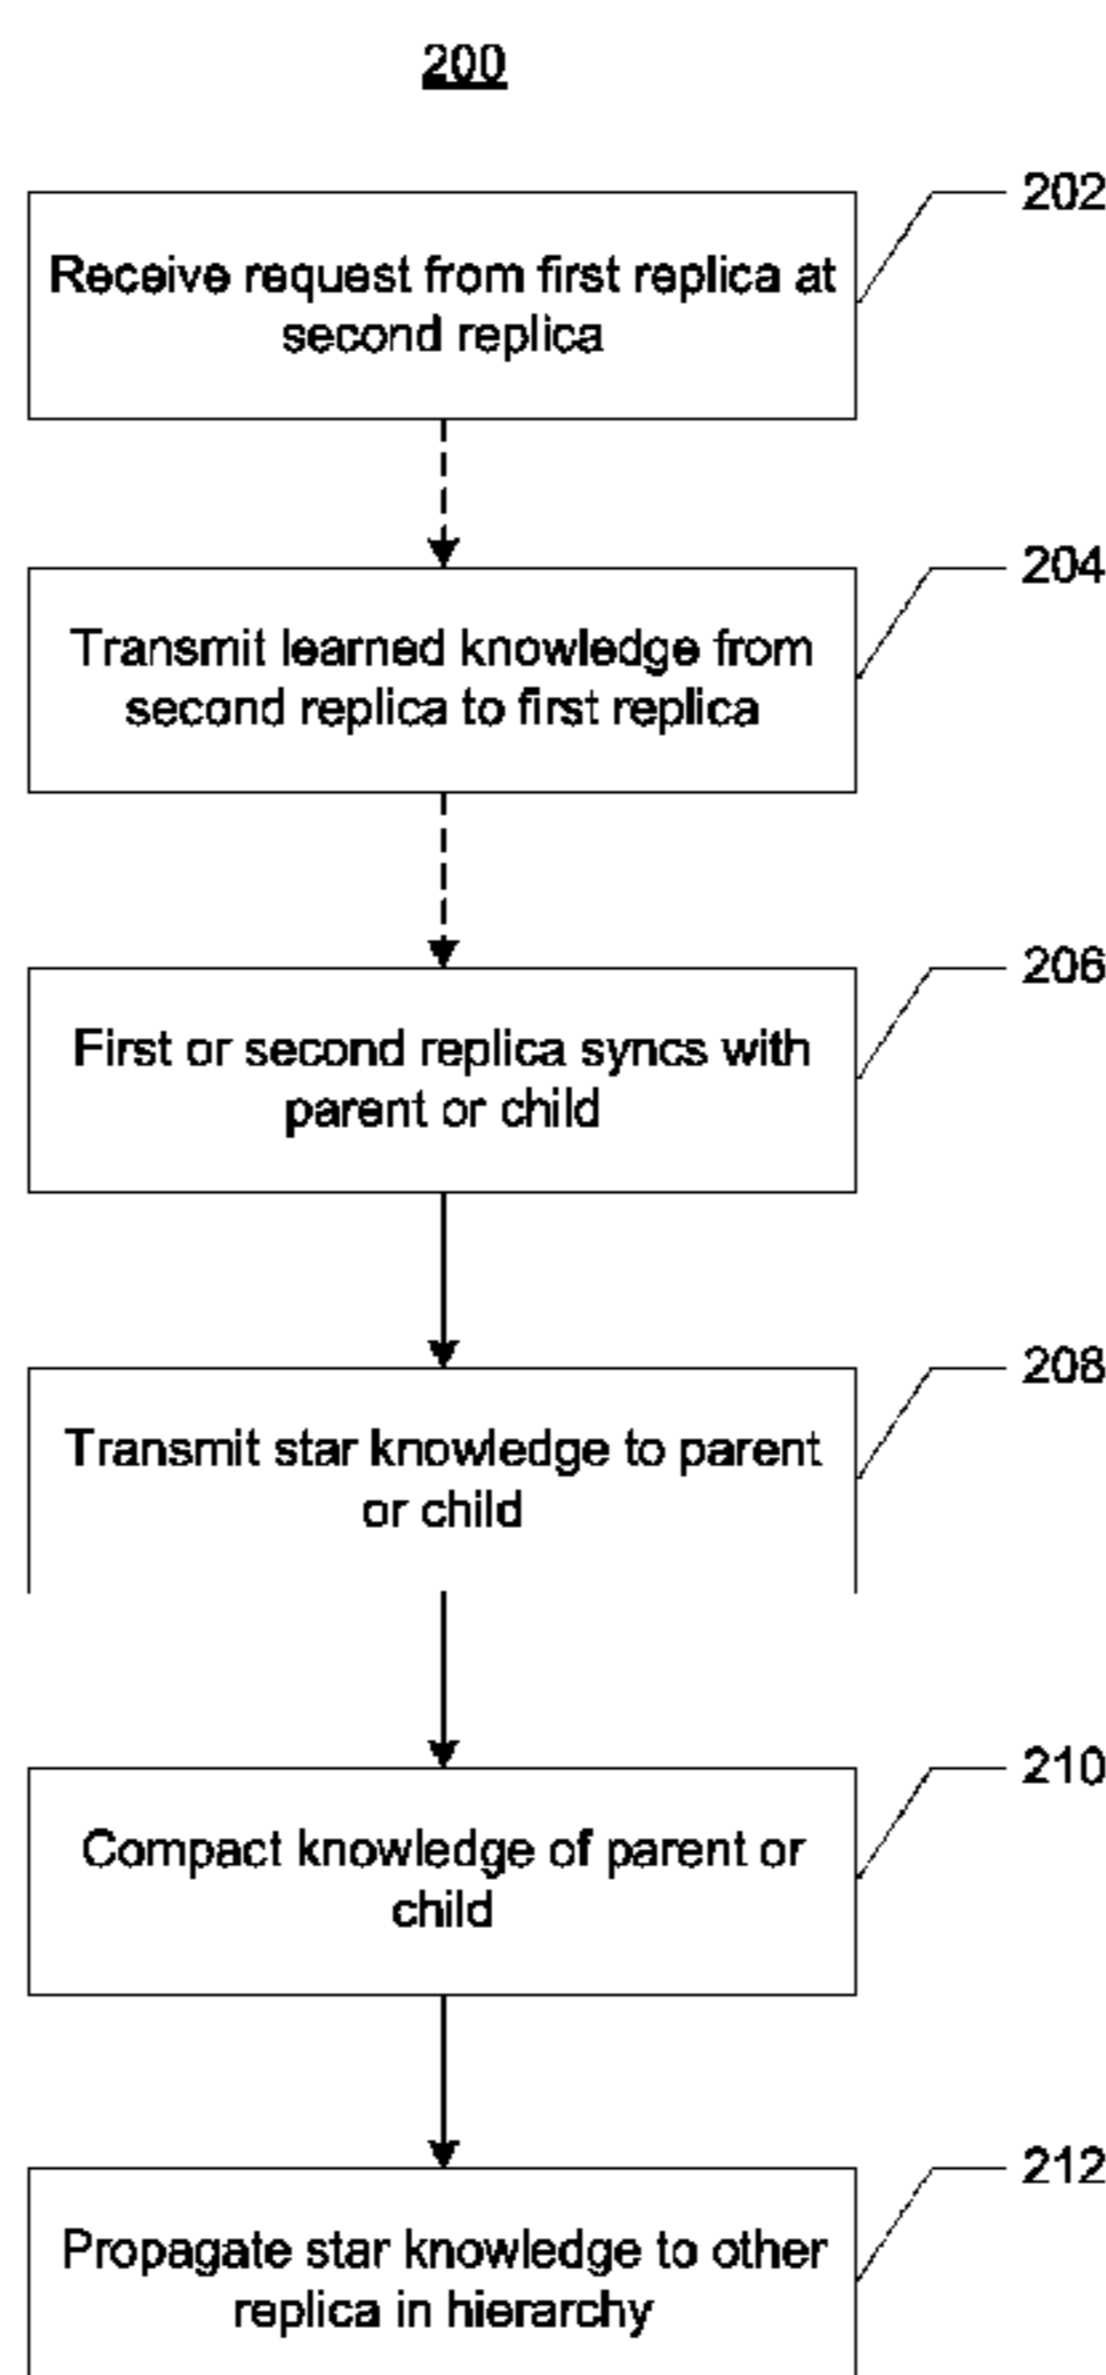 200
202
Receive request from first replica at
second replica
204
Transmit learned knowledge from
second replica to first replica
206
First or second replica syncs with
parent or child
208
Transmit star knowledge to parent
or child
210
Compact knowledge of parent or
child
212
Propagate star knowledge to other
replica in hierarchy